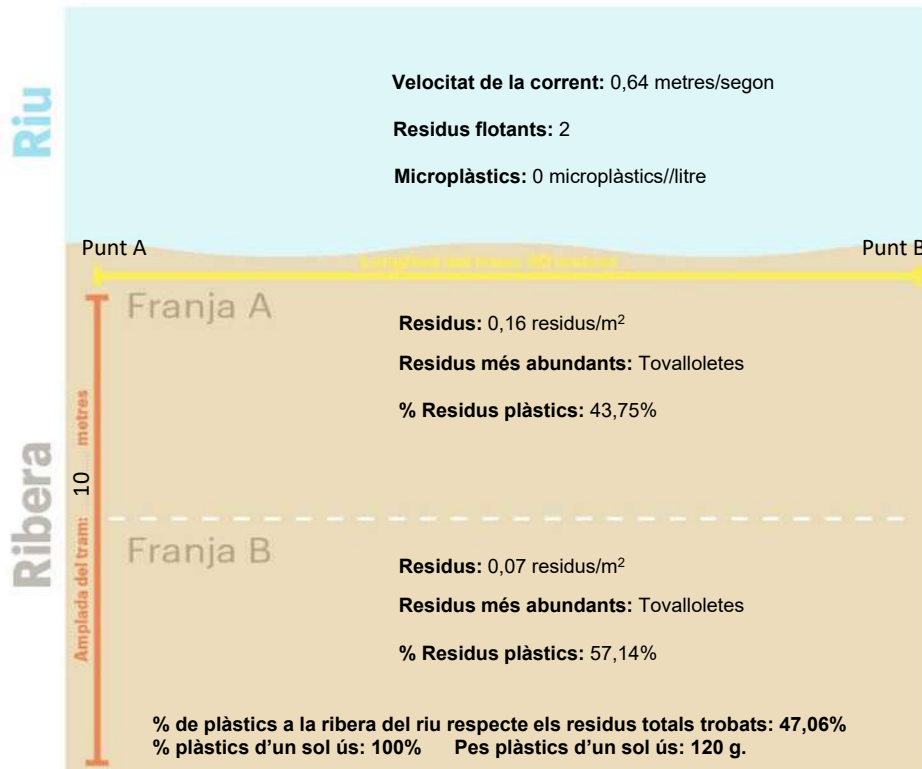 Riu
Velocitat de la corrent: 0,64 metres/segon
Residus flotants: 2
Microplàstics: 0 microplàstics//litre
Punt A
Punt B
Franja A
Residus: 0,16 residus/m²
Residus més abundants: Tovalloletes
% Residus plàstics: 43,75%
Ribera
Amplada del tram: 10 metres
Franja B
Residus: 0,07 residus/m²
Residus més abundants: Tovalloletes
% Residus plàstics: 57,14%
% de plàstics a la ribera del riu respecte els residus totals trobats: 47,06%
% plàstics d’un sol ús: 100% Pes plàstics d’un sol ús: 120 g.